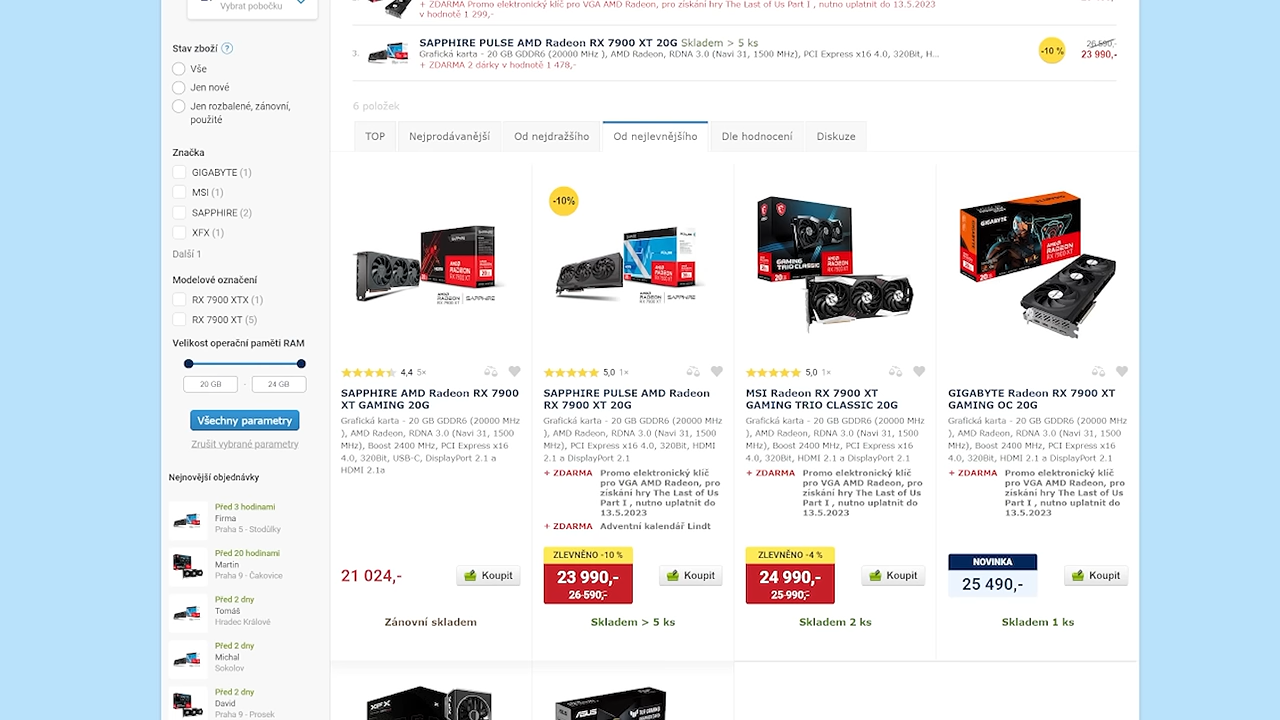 Vybrat pobočku
+ ZDARMA Promo elektronický klíč pro VGA AMD Radeon, pro získání hry The Last of Us Part I , nutno uplatnit do 13.5.2023
v hodnotě 1 299,-
3.
SAPPHIRE PULSE AMD Radeon RX 7900 XT 20G Skladem > 5 ks
Grafická karta - 20 GB GDDR6 (20000 MHz ), AMD Radeon, RDNA 3.0 (Navi 31, 1500 MHz), PCI Express x16 4.0, 320Bit, H...
+ ZDARMA 2 dárky v hodnotě 1 478,-
-10 %
26 590,-
23 990,-
Stav zboží ?
Vše
Jen nové
Jen rozbalené, zánovní,
použité
Značka
GIGABYTE (1)
MSI (1)
SAPPHIRE (2)
XFX (1)
Další 1
Modelové označení
RX 7900 XTX (1)
RX 7900 XT (5)
Velikost operační paměti RAM
20 GB - 24 GB
Všechny parametry
Zrušit vybrané parametry
Nejnovější objednávky
Před 3 hodinami
Firma
Praha 5 - Stodůlky
Před 20 hodinami
Martin
Praha 9 - Čakovice
Před 2 dny
Tomáš
Hradec Králové
Před 2 dny
Michal
Sokolov
Před 2 dny
David
Praha 9 - Prosek
6 položek
TOP Nejprodávanější Od nejdražšího Od nejlevnějšího Dle hodnocení Diskuze
4,4 5×
SAPPHIRE AMD Radeon RX 7900
XT GAMING 20G
Grafická karta - 20 GB GDDR6 (20000 MHz
), AMD Radeon, RDNA 3.0 (Navi 31, 1500
MHz), Boost 2400 MHz, PCI Express x16
4.0, 320Bit, USB-C, DisplayPort 2.1 a
HDMI 2.1a
21 024,-
Koupit
Zánovní skladem
-10%
5,0 1×
SAPPHIRE PULSE AMD Radeon
RX 7900 XT 20G
Grafická karta - 20 GB GDDR6 (20000 MHz
), AMD Radeon, RDNA 3.0 (Navi 31, 1500
MHz), PCI Express x16 4.0, 320Bit, HDMI
2.1 a DisplayPort 2.1
+ ZDARMA Promo elektronický klíč
pro VGA AMD Radeon, pro
získání hry The Last of Us
Part I , nutno uplatnit do
13.5.2023
+ ZDARMA Adventní kalendář Lindt
ZLEVNĚNO -10 %
23 990,-
26 590,-
Koupit
Skladem > 5 ks
5,0 1×
MSI Radeon RX 7900 XT
GAMING TRIO CLASSIC 20G
Grafická karta - 20 GB GDDR6 (20000 MHz
), AMD Radeon, RDNA 3.0 (Navi 31, 1500
MHz), Boost 2400 MHz, PCI Express x16
4.0, 320Bit, HDMI 2.1 a DisplayPort 2.1
+ ZDARMA Promo elektronický klíč
pro VGA AMD Radeon, pro
získání hry The Last of Us
Part I , nutno uplatnit do
13.5.2023
ZLEVNĚNO -4 %
24 990,-
25 990,-
Koupit
Skladem 2 ks
GIGABYTE
GIGABYTE Radeon RX 7900 XT
GAMING OC 20G
Grafická karta - 20 GB GDDR6 (20000 MHz
), AMD Radeon, RDNA 3.0 (Navi 31, 1500
MHz), Boost 2400 MHz, PCI Express x16
4.0, 320Bit, HDMI 2.1 a DisplayPort 2.1
+ ZDARMA Promo elektronický klíč
pro VGA AMD Radeon, pro
získání hry The Last of Us
Part I , nutno uplatnit do
13.5.2023
NOVINKA
25 490,-
Koupit
Skladem 1 ks
XFX
ASUS